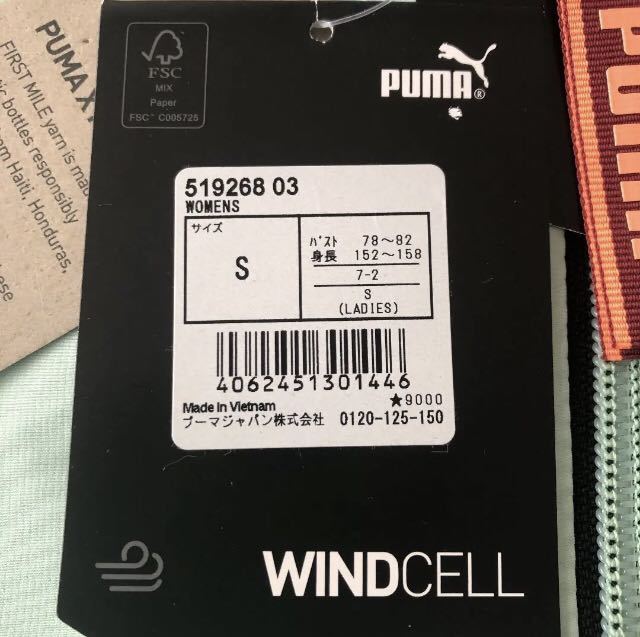 PUMA X
FIRST MILE yarn is made
bottles responsibly
from Haiti, Honduras,
FSC
MIX
Paper
FSC™ C005725
PUMA®
519268 03
WOMENS
サイズ
S
バスト 78〜82
身長 152〜158
7-2
S
(LADIES)
4062451301446
★9000
Made in Vietnam
プーマジャパン株式会社 0120-125-150
WINDCELL
PUMA